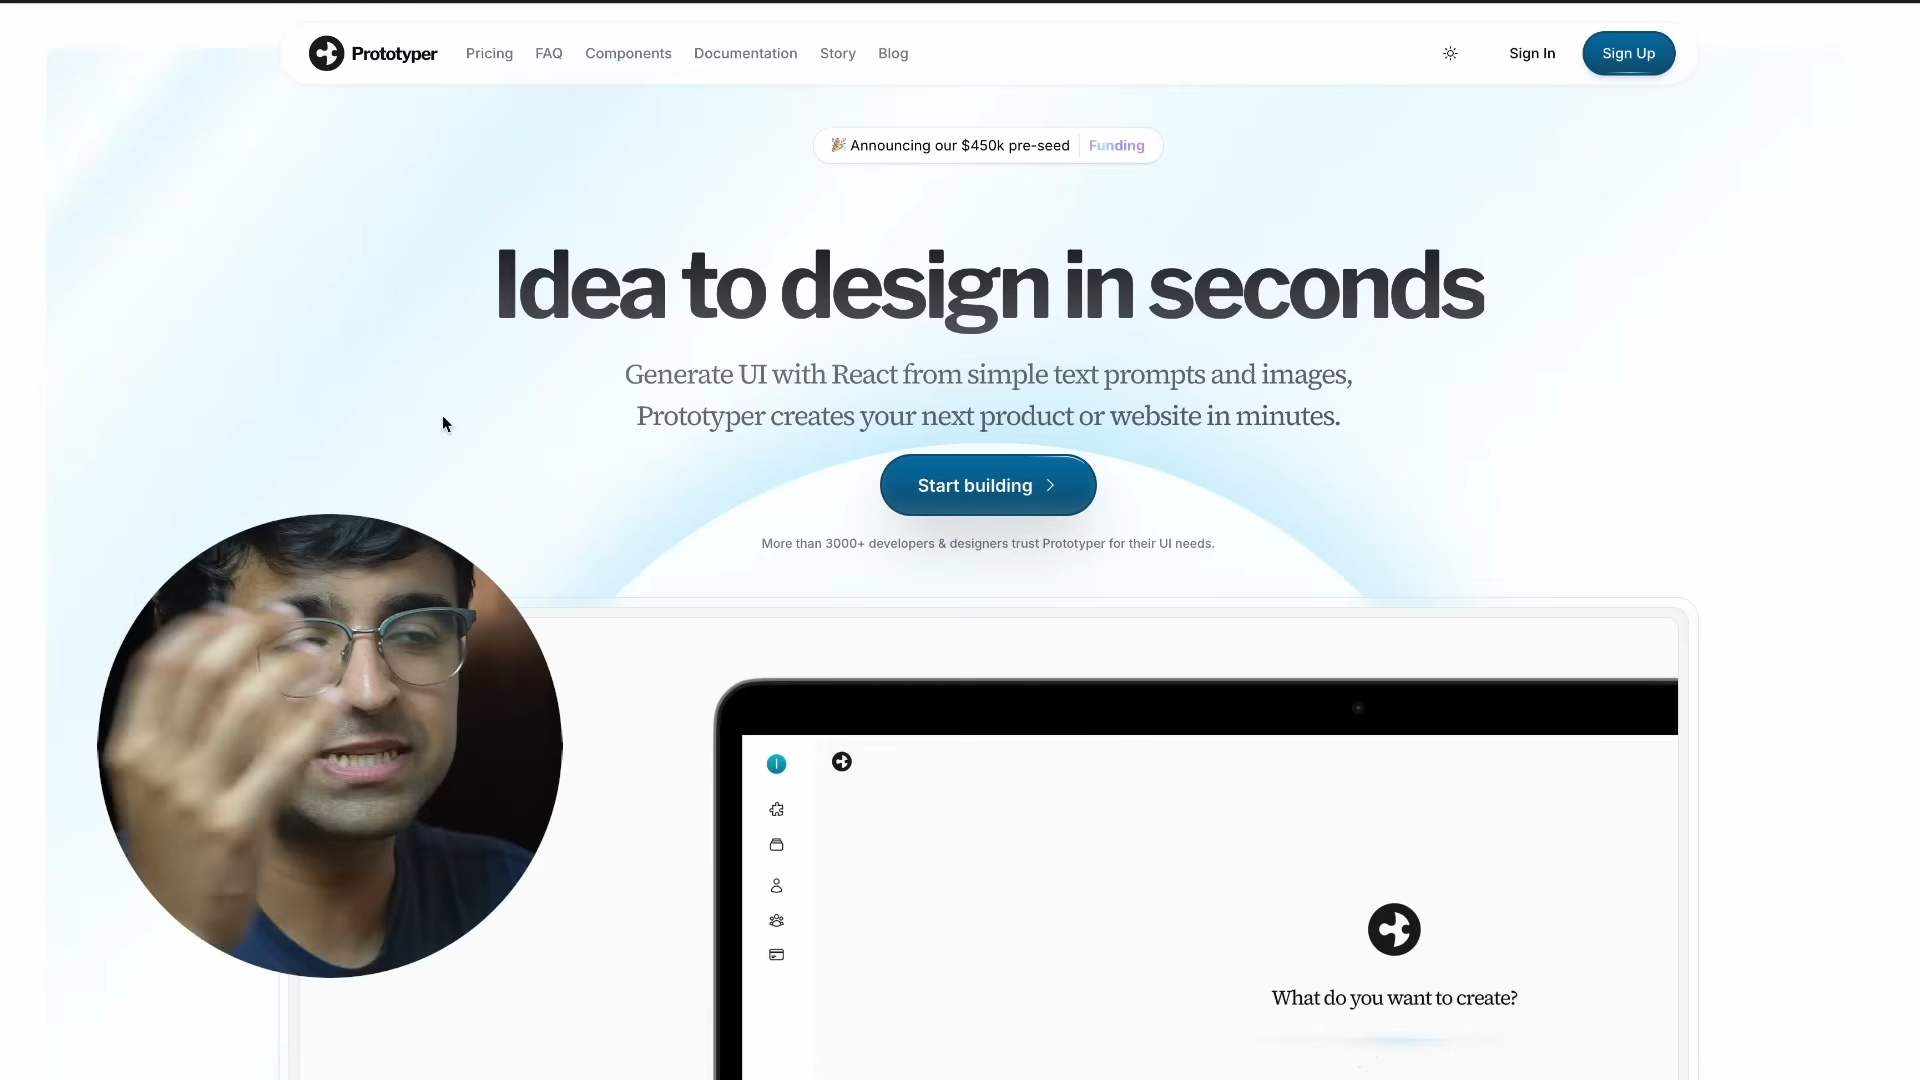 Prototyper
Pricing
FAQ
Components
Documentation
Story
Blog
Sign In
Sign Up
🎉 Announcing our $450k pre-seed
Funding
Idea to design in seconds
Generate UI with React from simple text prompts and images,
Prototyper creates your next product or website in minutes.
Start building
More than 3000+ developers & designers trust Prototyper for their UI needs.
What do you want to create?